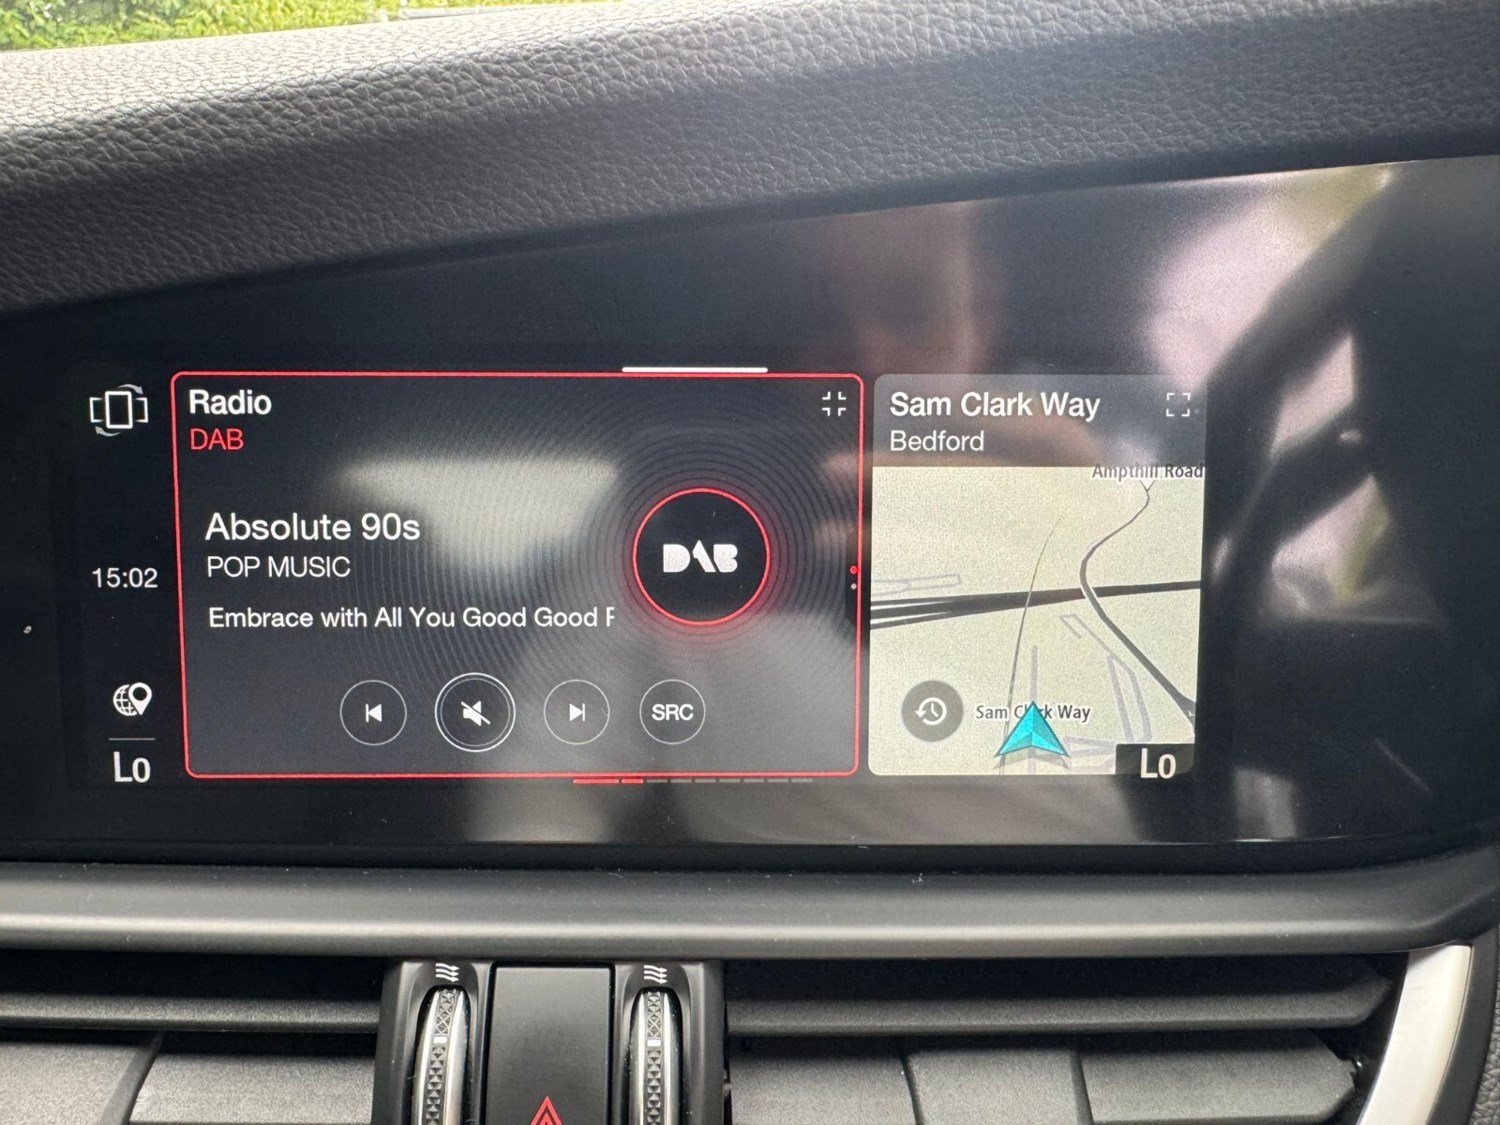 Radio
DAB
Absolute 90s
POP MUSIC
Embrace with All You Good Good
DAB
SRC
15:02
Lo
Sam Clark Way
Bedford
Ampthill Road
Sam Clark Way
Lo